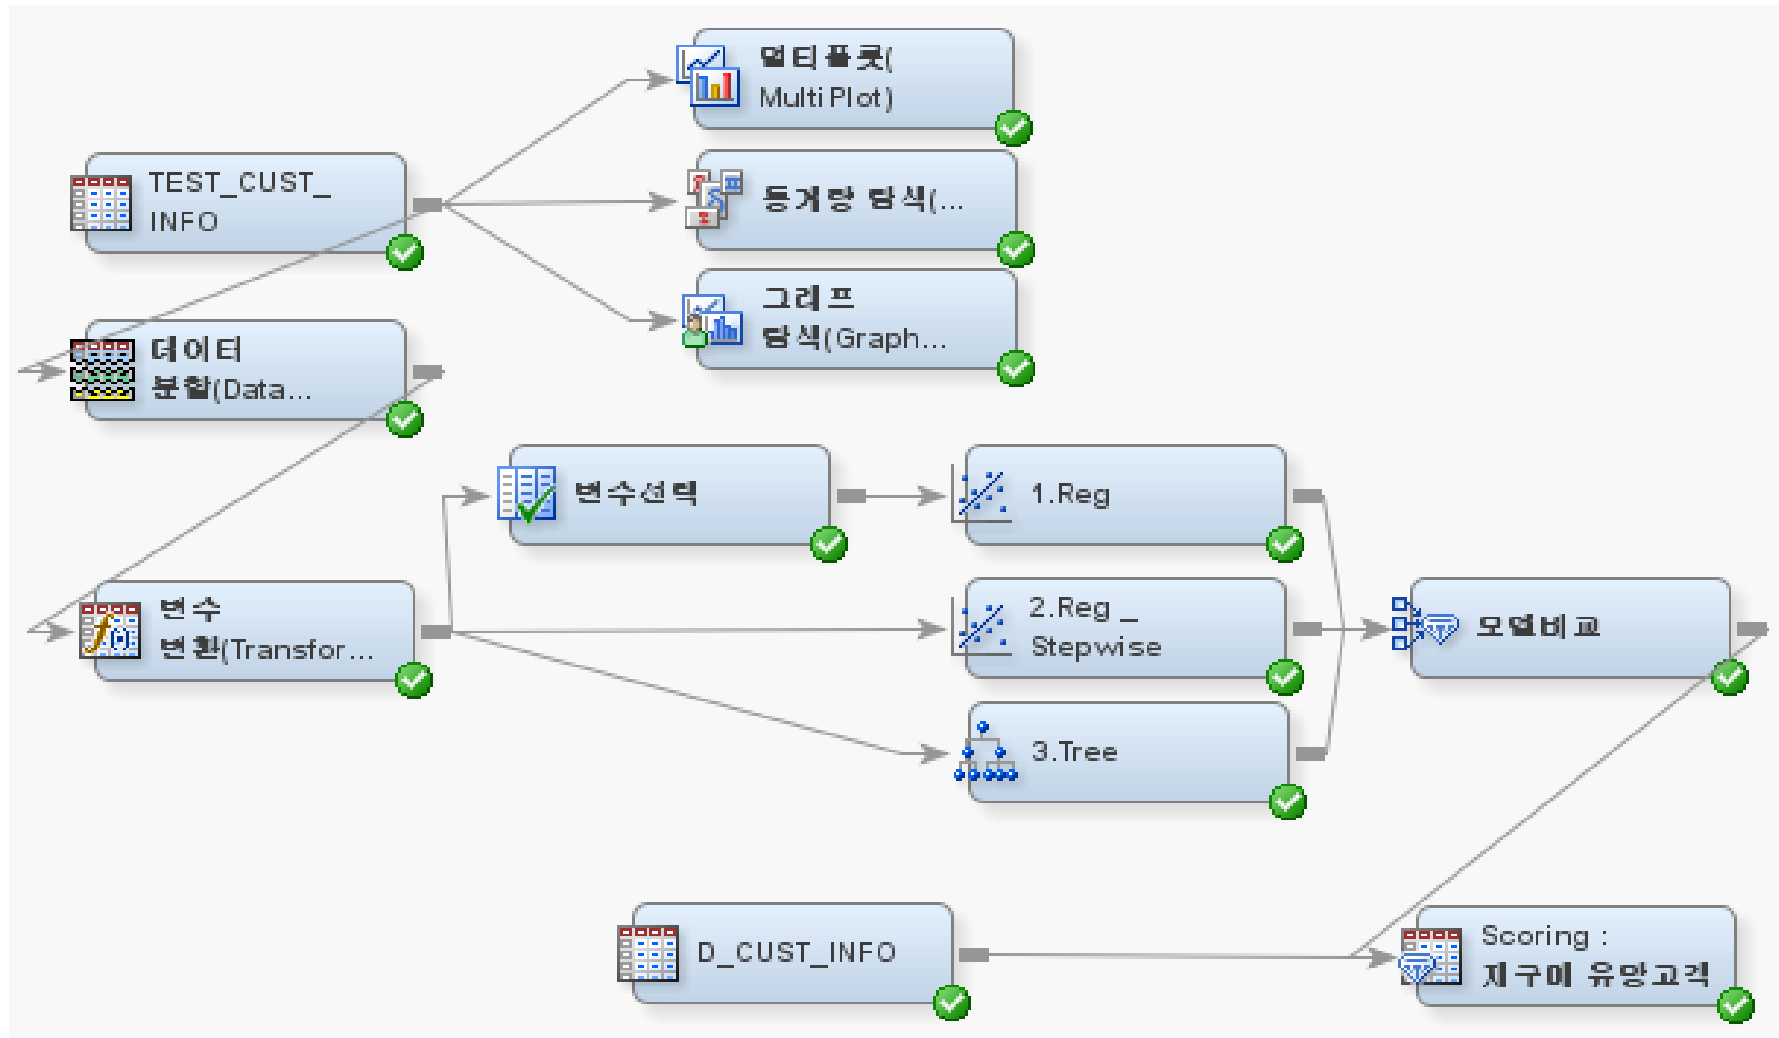 멀티플롯(
Multi Plot)
TEST_CUST_
INFO
통계량 탐색(...
그래프
탐색(Graph...
데이터
분할(Data...
변수선택
1.Reg
변수
변환(Transfor...
2.Reg _
Stepwise
모델비교
3.Tree
D_CUST_INFO
Scoring :
재구매 유망고객